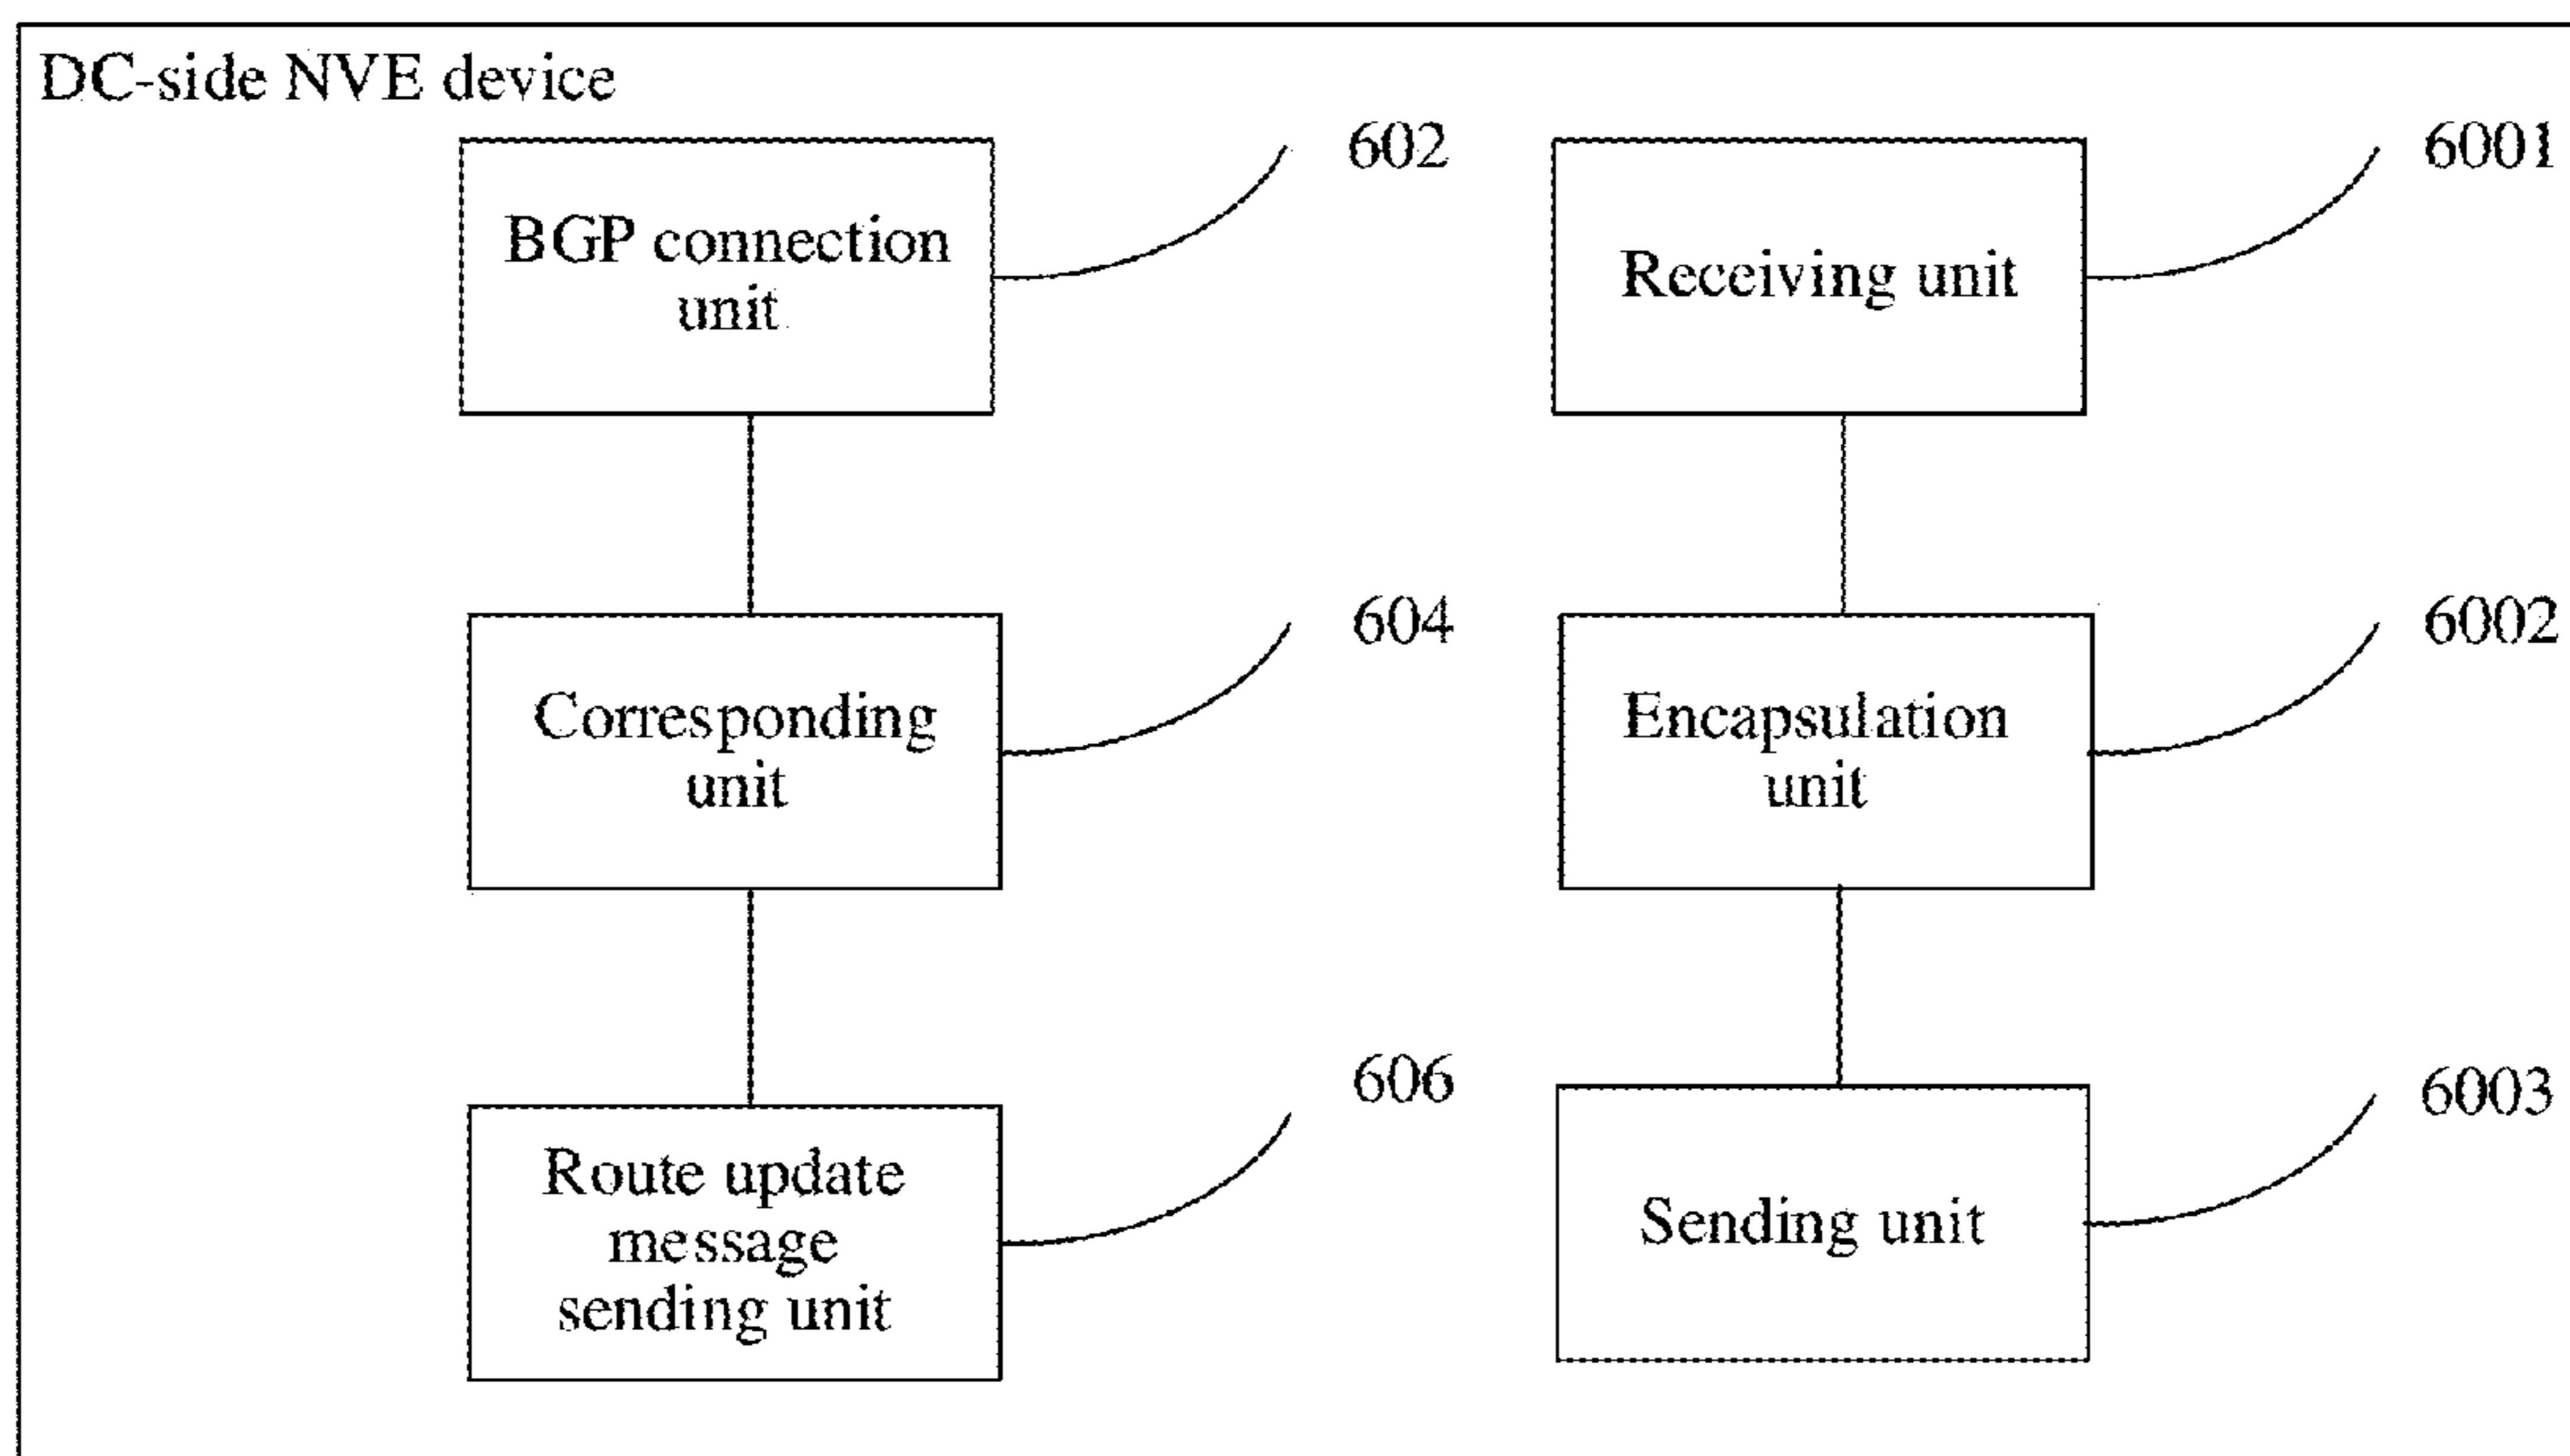 DC-side NVE device
BGP connection
unit
602
Receiving unit
6001
Corresponding
unit
604
Encapsulation
unit
6002
Route update
message
sending unit
606
Sending unit
6003